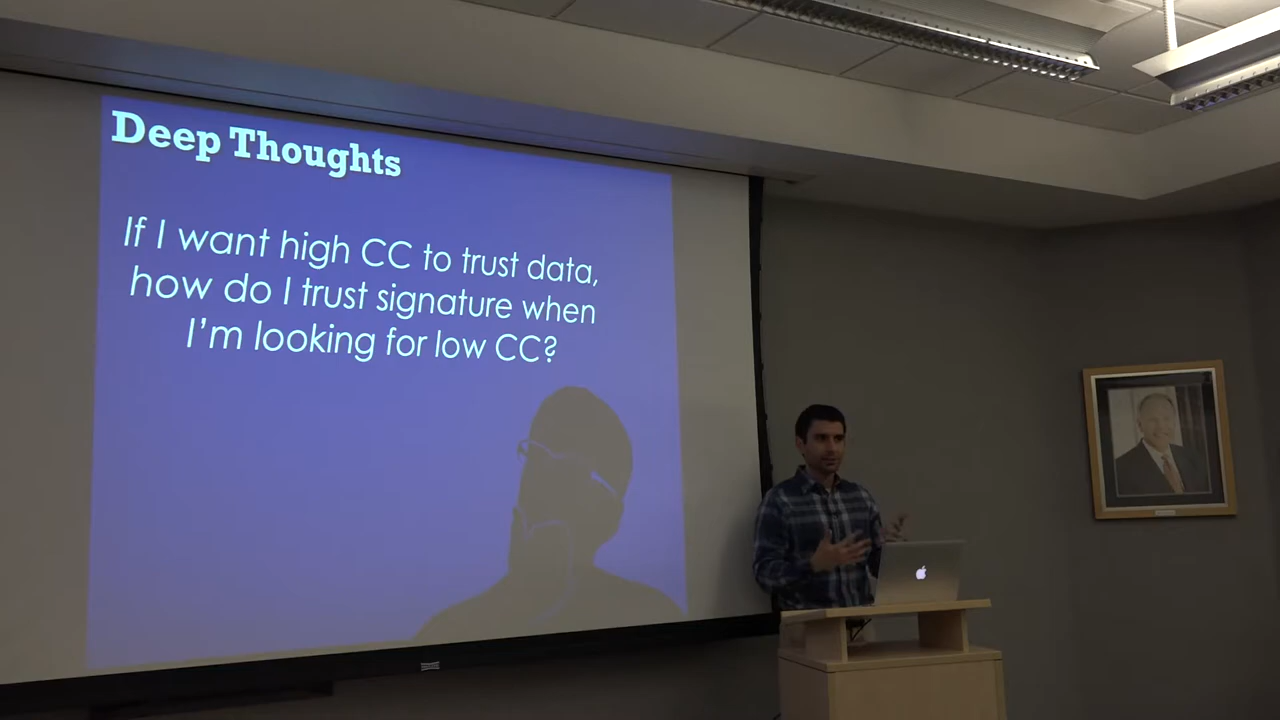 Deep Thoughts
If I want high CC to trust data,
how do I trust signature when
I'm looking for low CC?